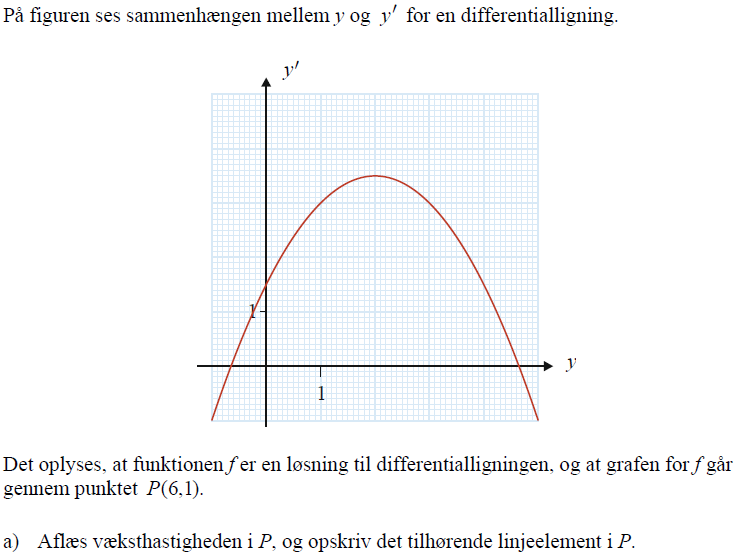 På figuren ses sammenhængen mellem y og y′ for en differentialligning.
y′
1
y
1
Det oplyses, at funktionen f er en løsning til differentialligningen, og at grafen for f går
gennem punktet P(6,1).
a) Aflæs væksthastigheden i P, og opskriv det tilhørende linjeelement i P.